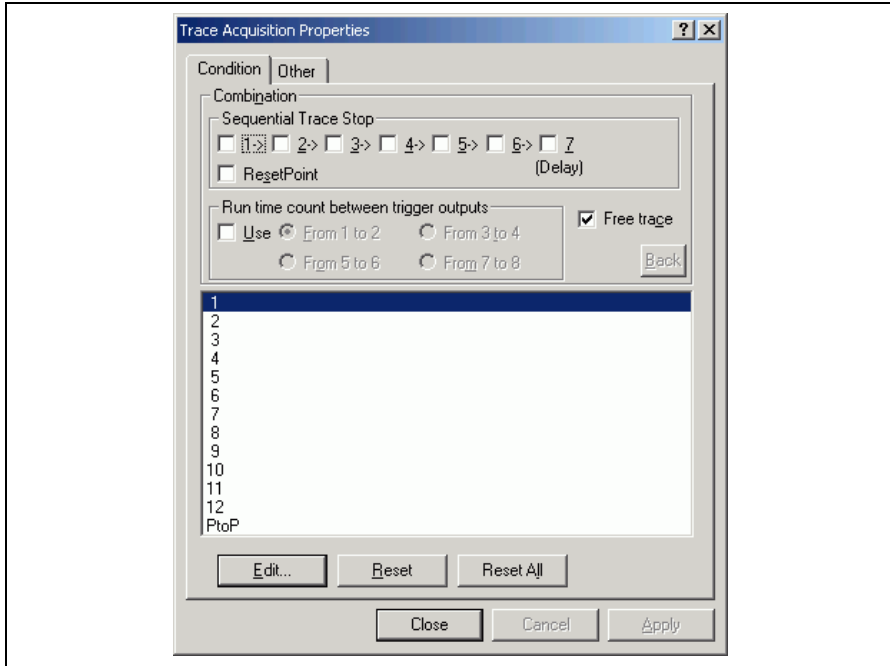 Trace Acquisition Properties
Condition Other
Combination
Sequential Trace Stop
1-> 2-> 3-> 4-> 5-> 6-> 7
(Delay)
ResetPoint
Run time count between trigger outputs
Use From 1 to 2 From 3 to 4
Free trace
From 5 to 6 From 7 to 8
Back
1
2
3
4
5
6
7
8
9
10
11
12
PtoP
Edit... Reset Reset All
Close Cancel Apply